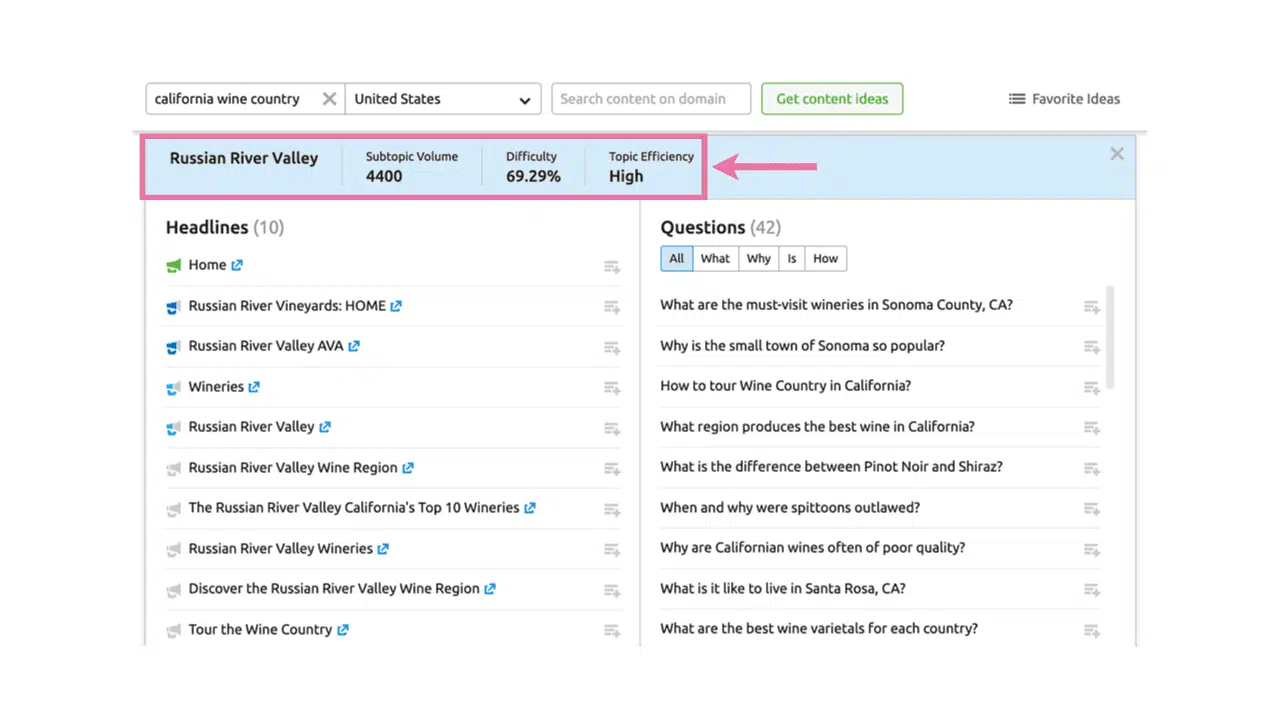 california wine country
United States
Search content on domain
Get content ideas
Favorite Ideas
Russian River Valley
Subtopic Volume
4400
Difficulty
69.29%
Topic Efficiency
High
Headlines (10)
Home
Russian River Vineyards: HOME
Russian River Valley AVA
Wineries
Russian River Valley
Russian River Valley Wine Region
The Russian River Valley California's Top 10 Wineries
Russian River Valley Wineries
Discover the Russian River Valley Wine Region
Tour the Wine Country
Questions (42)
All What Why Is How
What are the must-visit wineries in Sonoma County, CA?
Why is the small town of Sonoma so popular?
How to tour Wine Country in California?
What region produces the best wine in California?
What is the difference between Pinot Noir and Shiraz?
When and why were spittoons outlawed?
Why are Californian wines often of poor quality?
What is it like to live in Santa Rosa, CA?
What are the best wine varietals for each country?